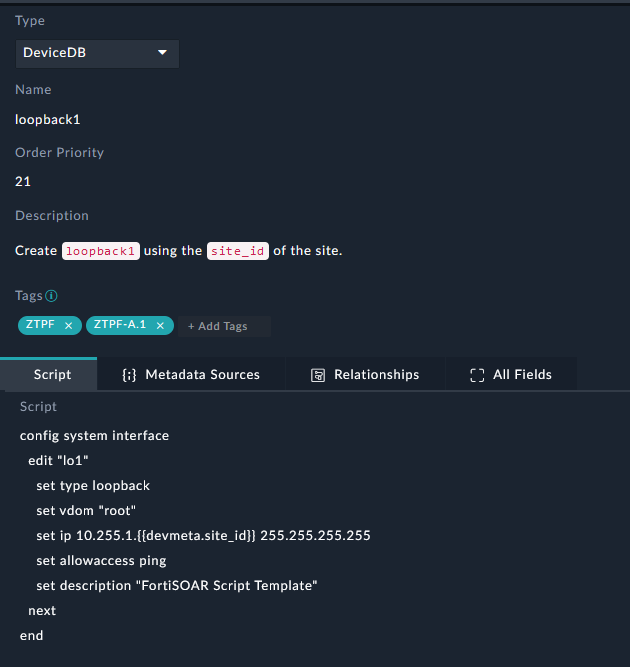 Type
DeviceDB
Name
loopback1
Order Priority
21
Description
Create loopback1 using the site_id of the site.
Tags
ZTPF × ZTPF-A.1 × + Add Tags
Script {;} Metadata Sources Relationships All Fields
Script
config system interface
edit "lo1"
set type loopback
set vdom "root"
set ip 10.255.1.{{devmeta.site_id}} 255.255.255.255
set allowaccess ping
set description "FortiSOAR Script Template"
next
end